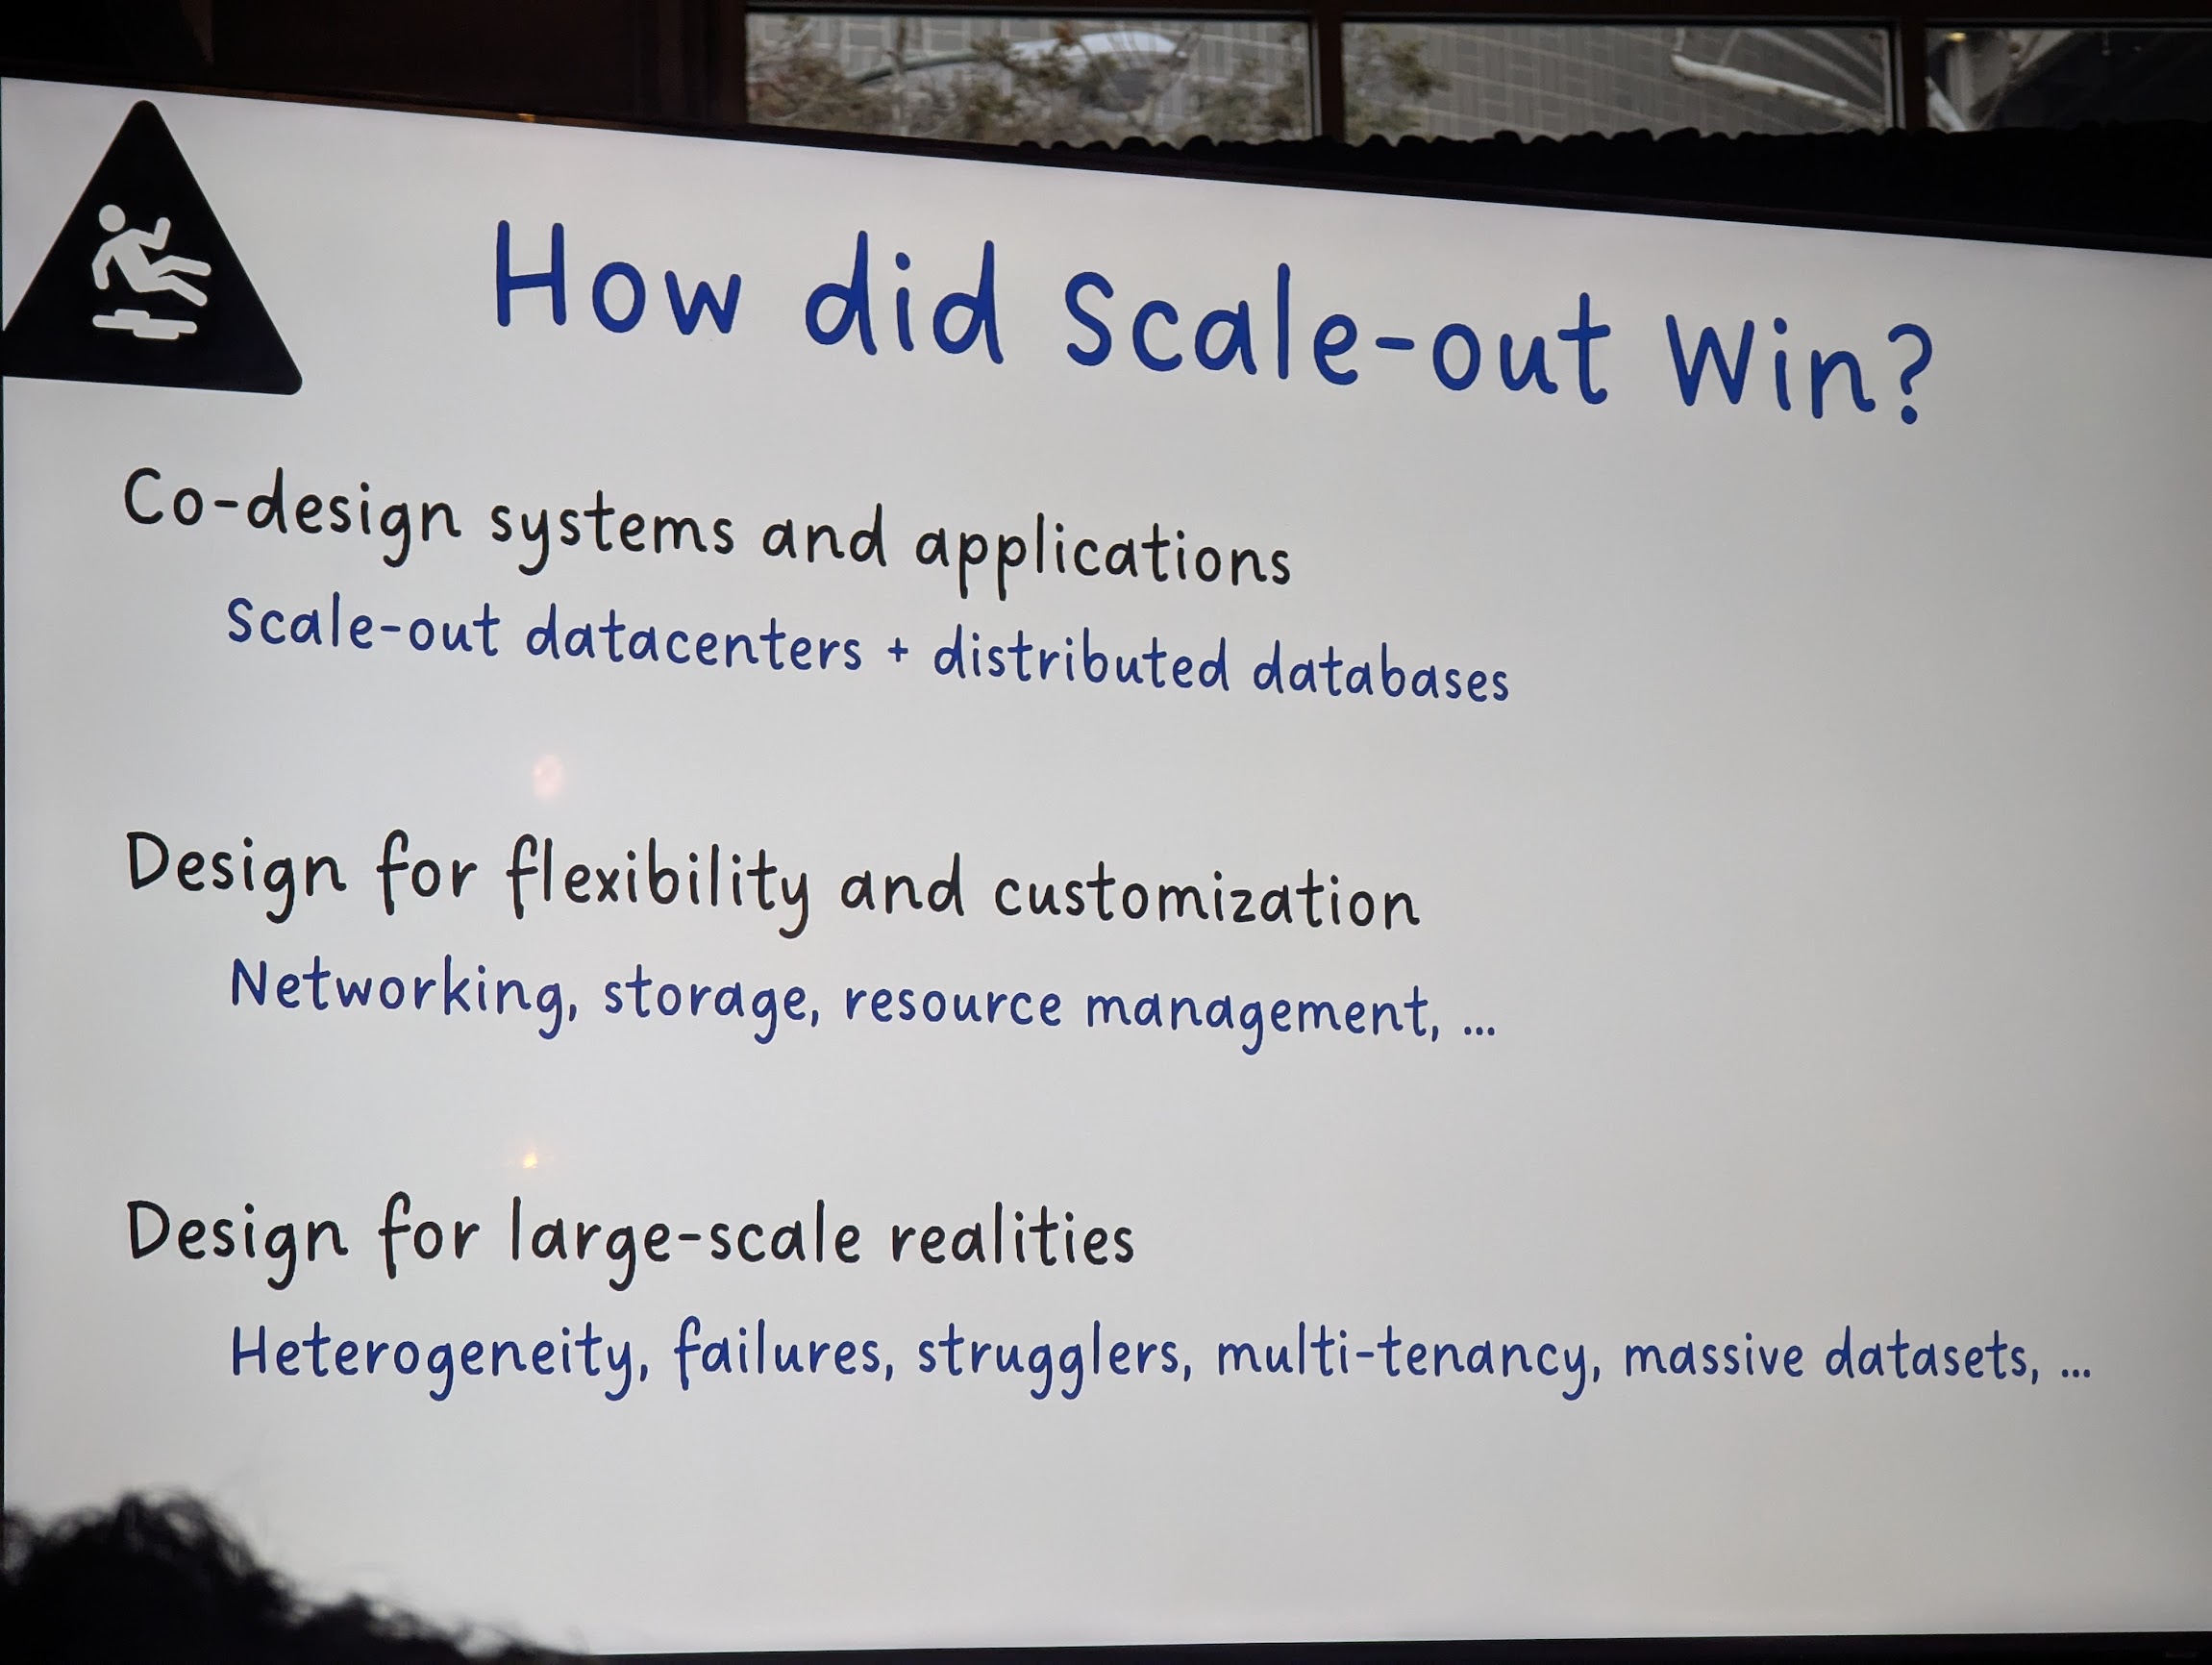 How did Scale-out Win?
Co-design systems and applications
Scale-out datacenters + distributed databases
Design for flexibility and customization
Networking, storage, resource management, ...
Design for large-scale realities
Heterogeneity, failures, strugglers, multi-tenancy, massive datasets, ...